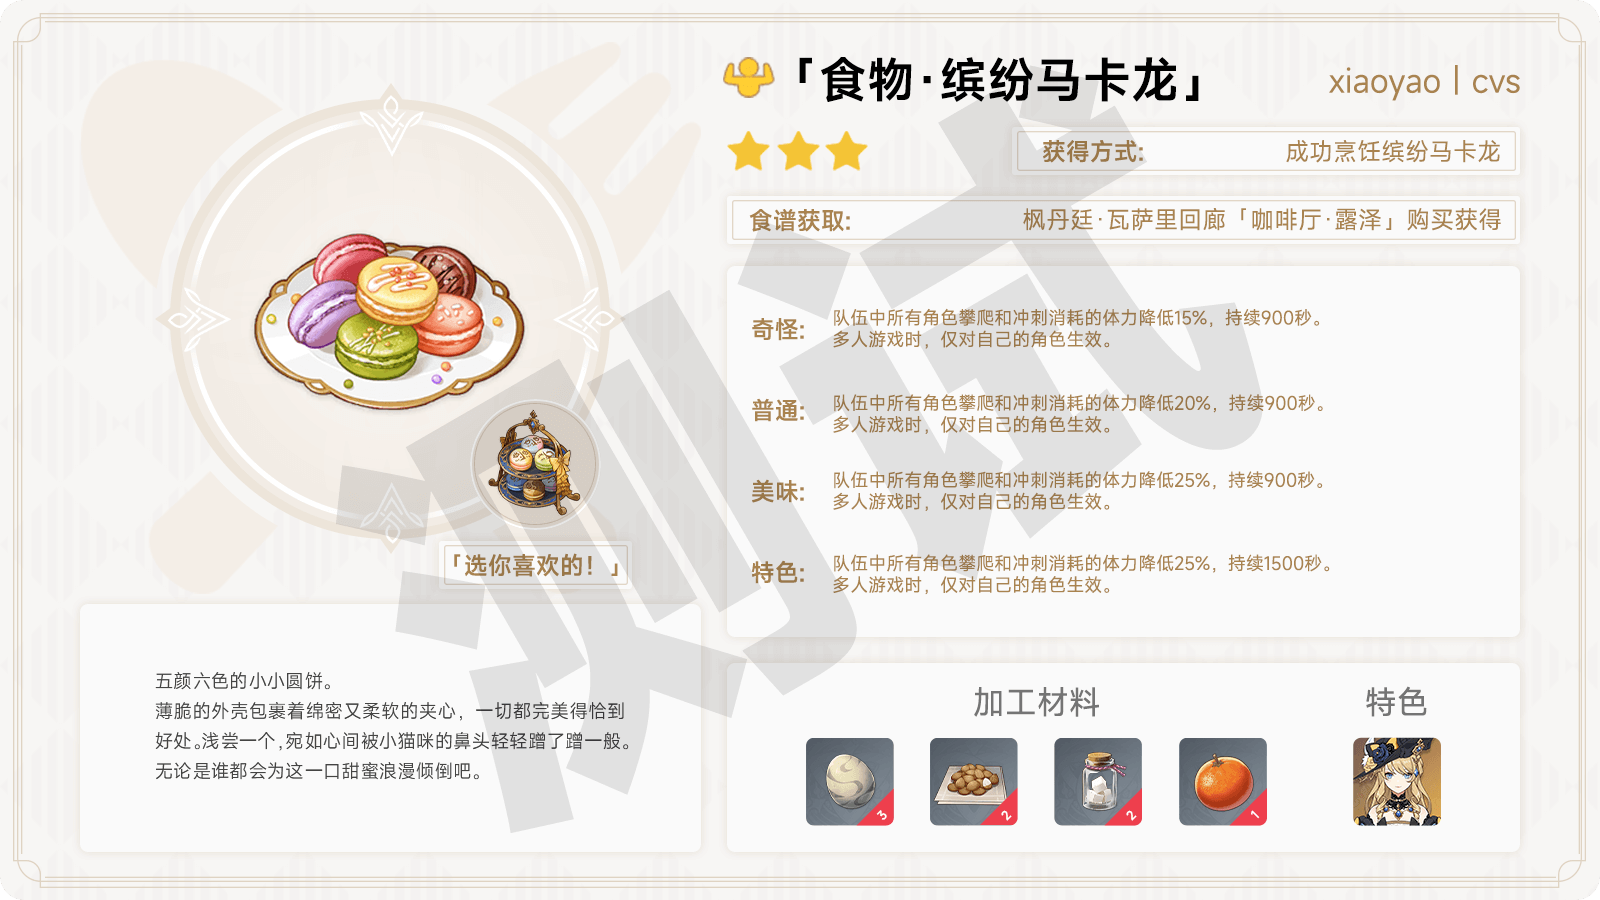 「食物·缤纷马卡龙」
xiaoyao | cvs
获得方式:
成功烹饪缤纷马卡龙
食谱获取:
枫丹廷·瓦萨里回廊「咖啡厅·露泽」购买获得
奇怪:
队伍中所有角色攀爬和冲刺消耗的体力降低15%，持续900秒。
多人游戏时，仅对自己的角色生效。
普通:
队伍中所有角色攀爬和冲刺消耗的体力降低20%，持续900秒。
多人游戏时，仅对自己的角色生效。
美味:
队伍中所有角色攀爬和冲刺消耗的体力降低25%，持续900秒。
多人游戏时，仅对自己的角色生效。
特色:
队伍中所有角色攀爬和冲刺消耗的体力降低25%，持续1500秒。
多人游戏时，仅对自己的角色生效。
「选你喜欢的！」
五颜六色的小小圆饼。
薄脆的外壳包裹着绵密又柔软的夹心，一切都完美得恰到
好处。浅尝一个，宛如心间被小猫咪的鼻头轻轻蹭了蹭一般。
无论是谁都会为这一口甜蜜浪漫倾倒吧。
加工材料
特色
3
2
2
1
测试